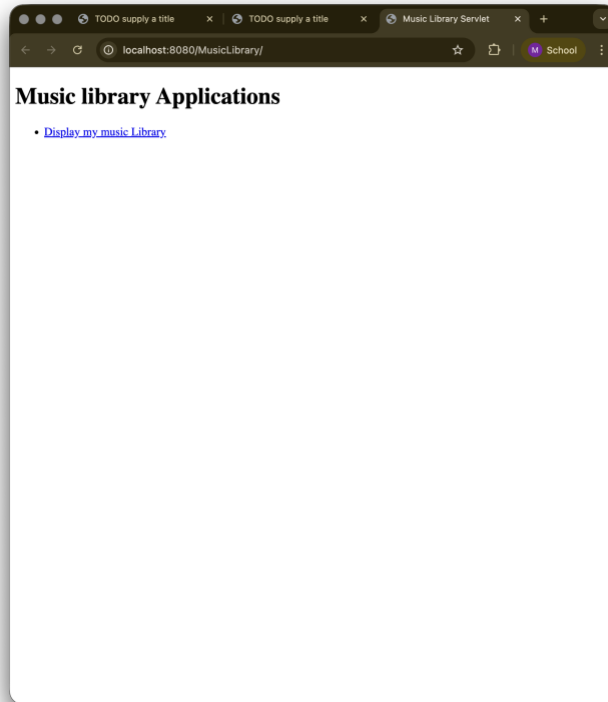 TODO supply a title
TODO supply a title
Music Library Servlet
localhost:8080/MusicLibrary/
M School
Music library Applications
Display my music Library